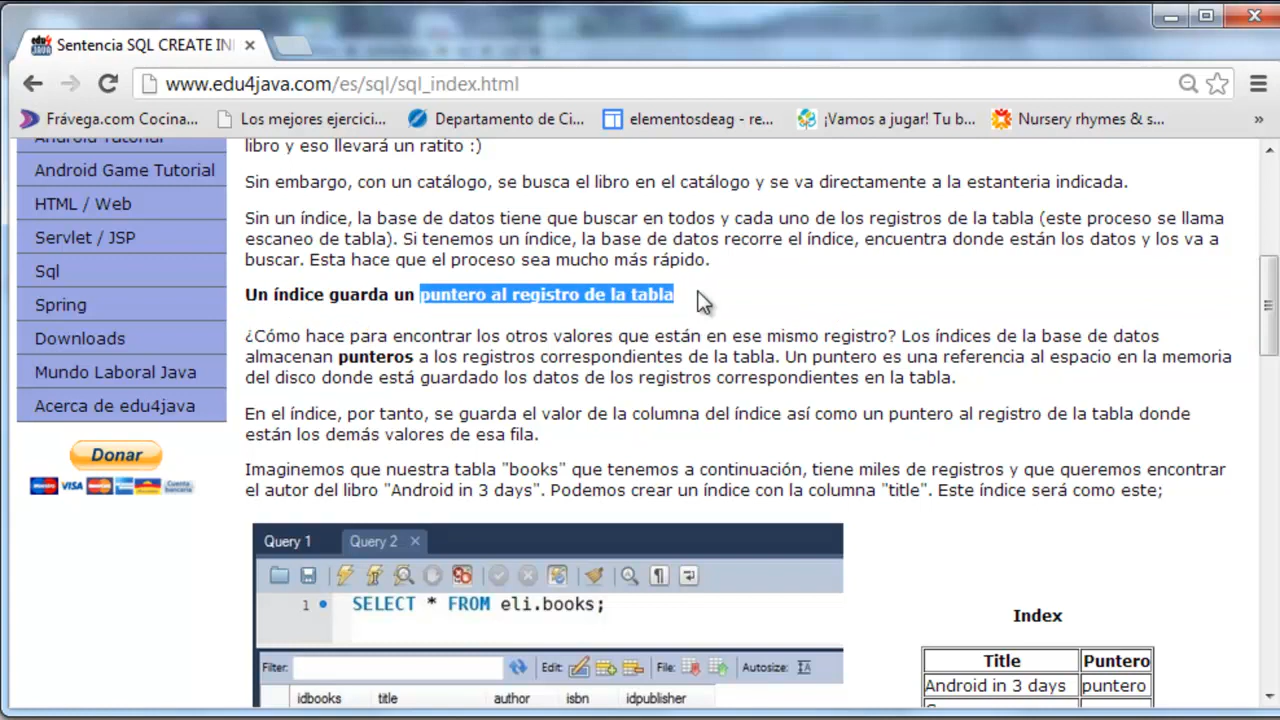 edu4 JAVA
Sentencia SQL CREATE IN
www.edu4java.com/es/sql/sql_index.html
Frávega.com Cocina...
Los mejores ejercici...
Departamento de Ci...
elementosdeag - re...
¡Vamos a jugar! Tu b...
Nursery rhymes & s...
»
Android Tutorial
Android Game Tutorial
HTML / Web
Servlet / JSP
Sql
Spring
Downloads
Mundo Laboral Java
Acerca de edu4java
Donar
VISA
libro y eso llevará un ratito :)
Sin embargo, con un catálogo, se busca el libro en el catálogo y se va directamente a la estanteria indicada.
Sin un índice, la base de datos tiene que buscar en todos y cada uno de los registros de la tabla (este proceso se llama
escaneo de tabla). Si tenemos un índice, la base de datos recorre el índice, encuentra donde están los datos y los va a
buscar. Esta hace que el proceso sea mucho más rápido.
Un índice guarda un puntero al registro de la tabla
¿Cómo hace para encontrar los otros valores que están en ese mismo registro? Los índices de la base de datos
almacenan punteros a los registros correspondientes de la tabla. Un puntero es una referencia al espacio en la memoria
del disco donde está guardado los datos de los registros correspondientes en la tabla.
En el índice, por tanto, se guarda el valor de la columna del índice así como un puntero al registro de la tabla donde
están los demás valores de esa fila.
Imaginemos que nuestra tabla "books" que tenemos a continuación, tiene miles de registros y que queremos encontrar
el autor del libro "Android in 3 days". Podemos crear un índice con la columna "title". Este índice será como este;
Query 1
Query 2
1 SELECT * FROM eli.books;
Filter:
Edit:
File:
Autosize:
idbooks title author isbn idpublisher
Index
Title Puntero
Android in 3 days puntero